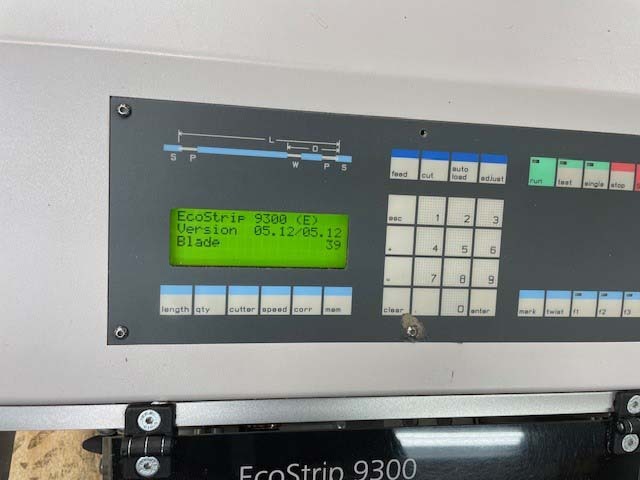 L
D
S P W P S
feed cut auto load adjust
run test single stop
EcoStrip 9300 (E)
Version 05.12/05.12
Blade 39
esc 1 2 3
4 5 6
7 8 9
clear 0 enter
length qty cutter speed corr mem
mark twist f1 f2 f3
EcoStrip 9300